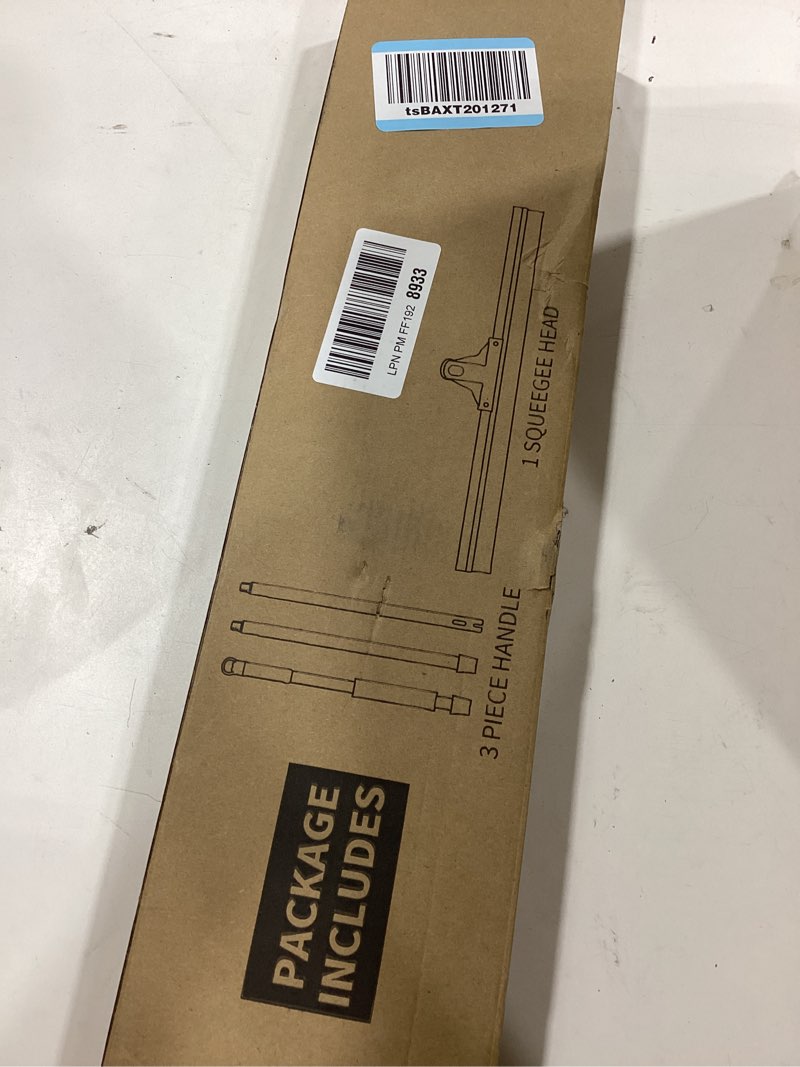 tsBAXT201271
LPN PM FF192 8933
1 SQUEEGEE HEAD
3 PIECE HANDLE
PACKAGE
INCLUDES